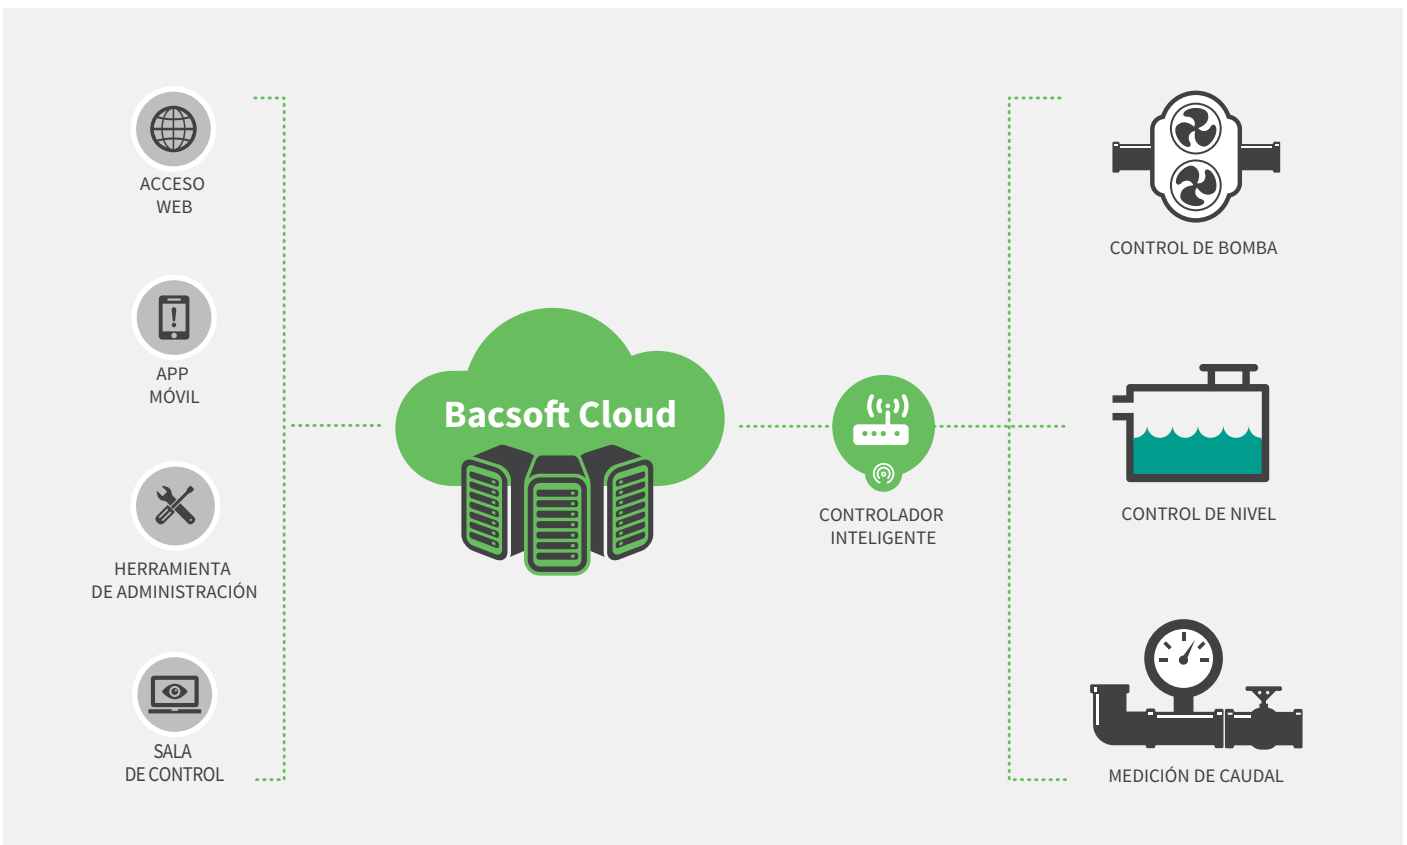 ACCESO
WEB
APP
MÓVIL
HERRAMIENTA
DE ADMINISTRACIÓN
SALA
DE CONTROL
Bacsoft Cloud
CONTROLADOR
INTELIGENTE
CONTROL DE BOMBA
CONTROL DE NIVEL
MEDICIÓN DE CAUDAL